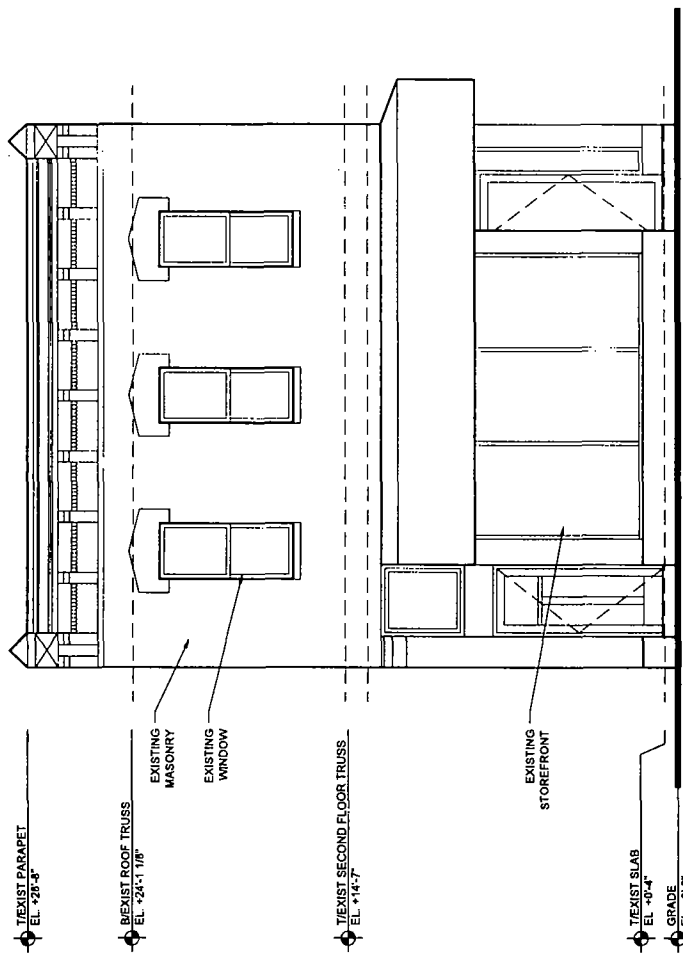 T/EXIST PARAPET
EL. +28'-8"
B/EXIST ROOF TRUSS
EL. +24'-1 1/8"
EXISTING
MASONRY
EXISTING
WINDOW
T/EXIST SECOND FLOOR TRUSS
EL. +14'-7"
EXISTING
STOREFRONT
T/EXIST SLAB
EL +0'-4"
GRADE